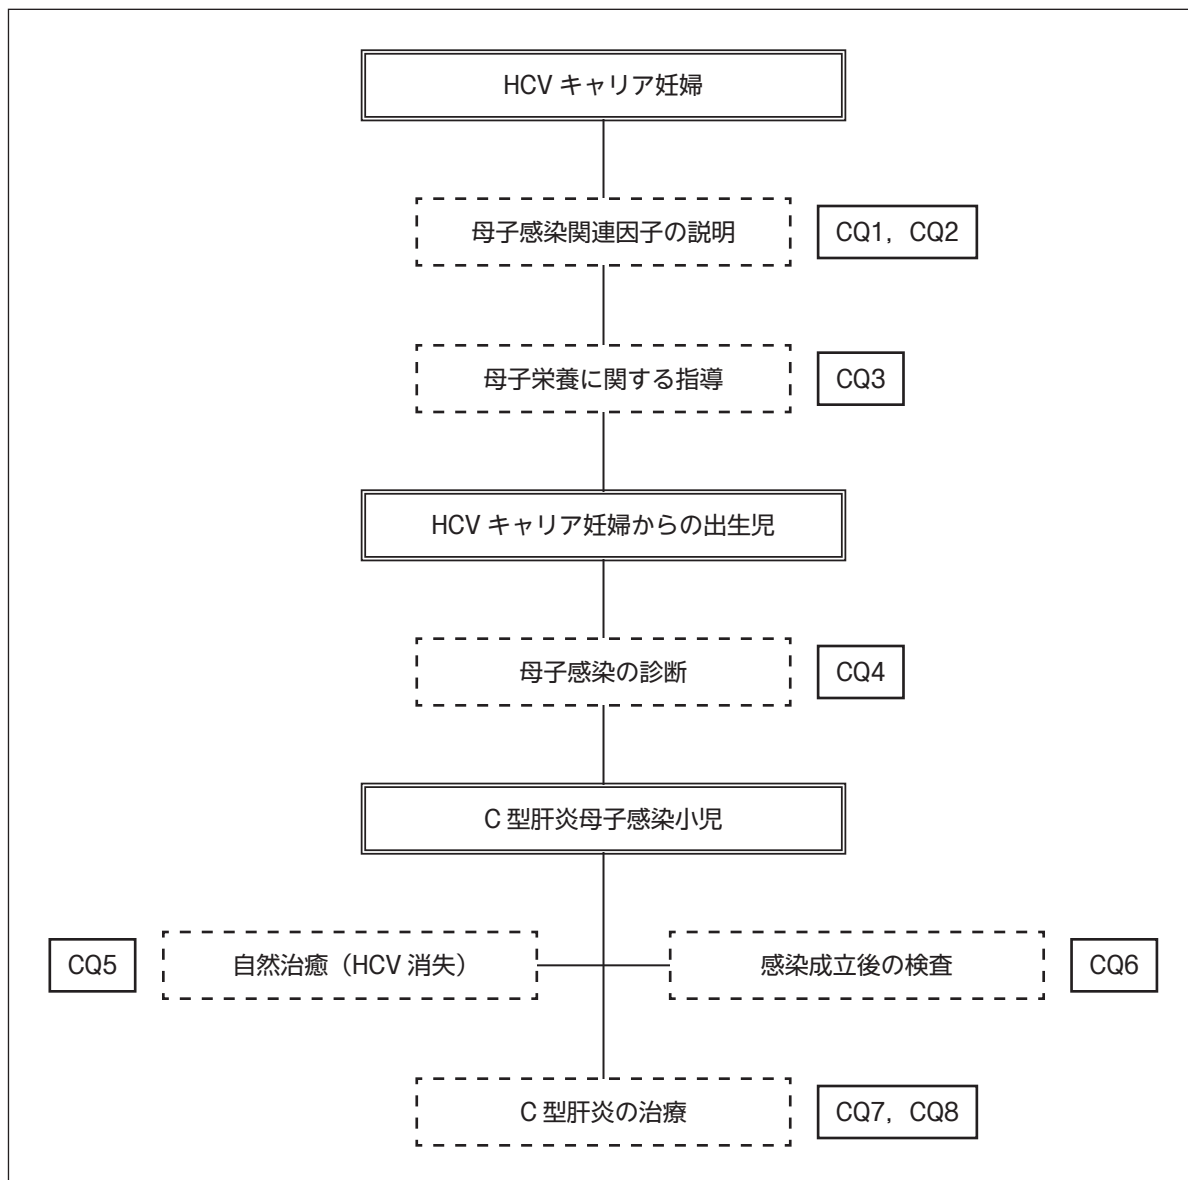 HCV キャリア妊婦
母子感染関連因子の説明
CQ1，CQ2
母子栄養に関する指導
CQ3
HCV キャリア妊婦からの出生児
母子感染の診断
CQ4
C 型肝炎母子感染小児
CQ5
自然治癒（HCV 消失）
感染成立後の検査
CQ6
C 型肝炎の治療
CQ7，CQ8